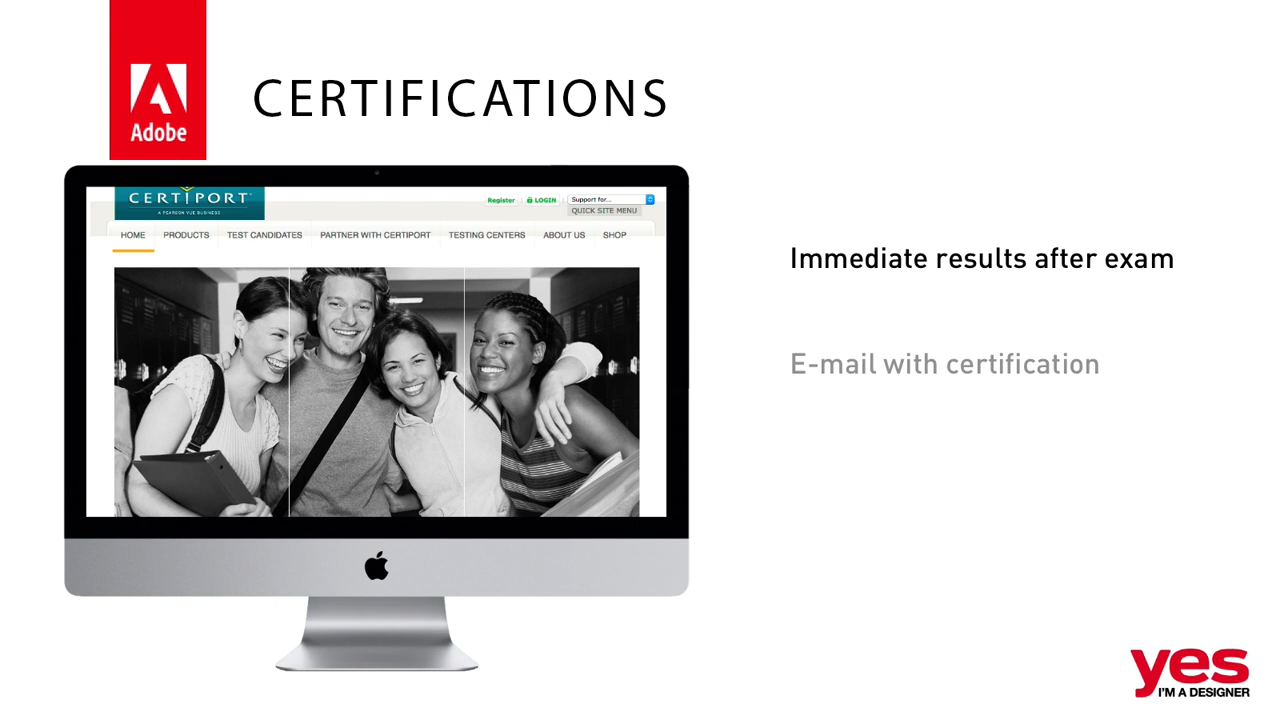 Adobe
CERTIFICATIONS
CERTIPORT
A PEARSON VUE BUSINESS
Register
LOGIN
Support for...
QUICK SITE MENU
HOME PRODUCTS TEST CANDIDATES PARTNER WITH CERTIPORT TESTING CENTERS ABOUT US SHOP
Immediate results after exam
E-mail with certification
yes
I'M A DESIGNER